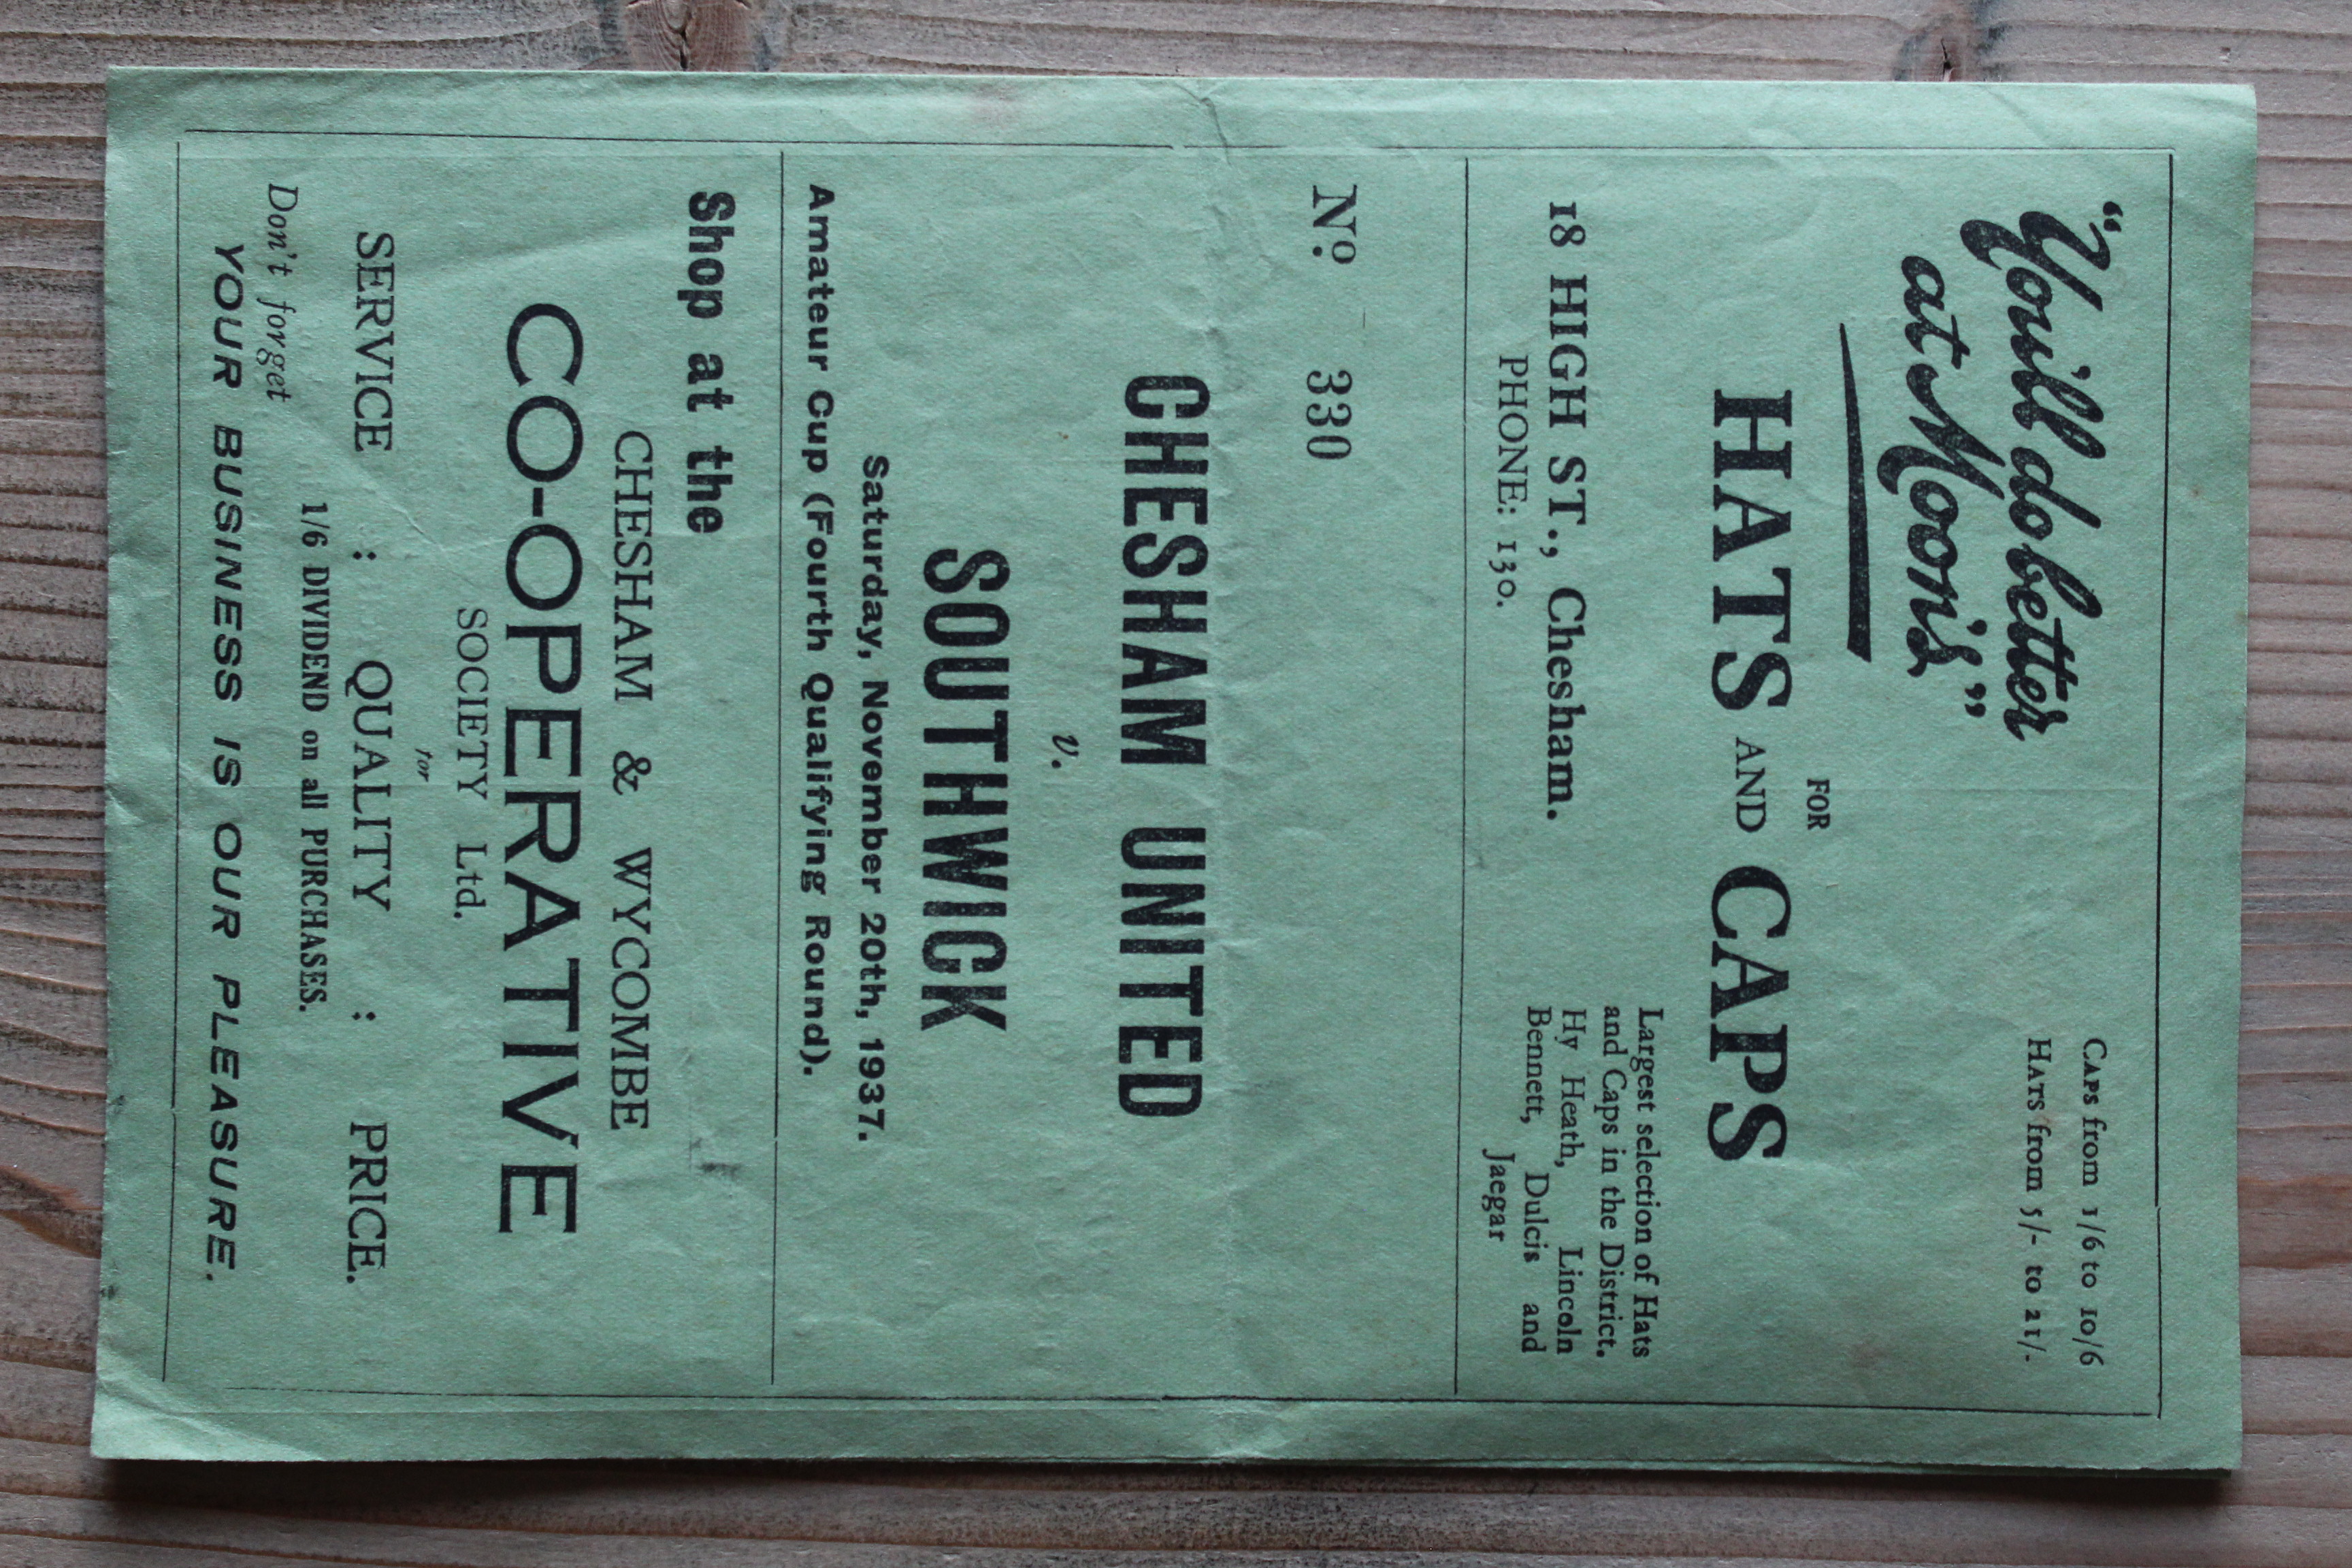 "You'll do better
at Moon's,"
CAPS from 1/6 to 10/6
HATS from 5/- to 21/-
FOR
HATS AND CAPS
18 HIGH ST., Chesham.
PHONE: 130.
Largest selection of Hats
and Caps in the District.
Hy Heath, Lincoln
Bennett, Dulcis and
Jaegar
No. 330
CHESHAM UNITED
v.
SOUTHWICK
Saturday, November 20th, 1937.
Amateur Cup (Fourth Qualifying Round).
Shop at the
CHESHAM & WYCOMBE
CO-OPERATIVE
SOCIETY Ltd.
for
SERVICE : QUALITY : PRICE.
1/6 DIVIDEND on all PURCHASES.
Don't forget
YOUR BUSINESS IS OUR PLEASURE.